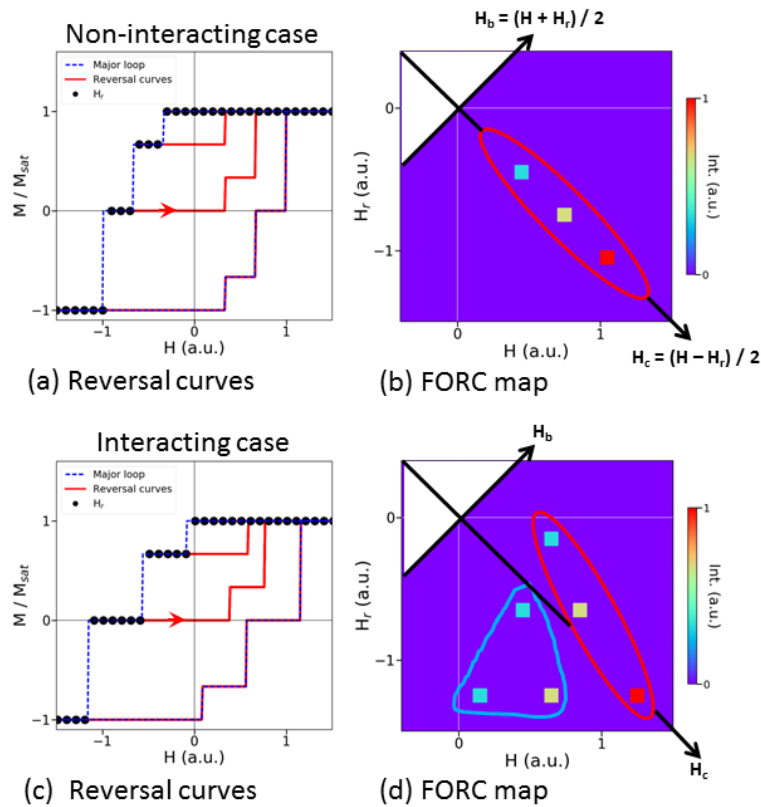 Non-interacting case
H_b = (H + H_r) / 2
Major loop
Reversal curves
H_r
M / M_sat
1
0
−1
−1
0
1
H (a.u.)
(a) Reversal curves
H_r (a.u.)
0
−1
0
1
H (a.u.)
1
0
Int. (a.u.)
H_c = (H − H_r) / 2
(b) FORC map
Interacting case
H_b
Major loop
Reversal curves
H_r
M / M_sat
1
0
−1
−1
0
1
H (a.u.)
(c) Reversal curves
H_r (a.u.)
0
−1
0
1
H (a.u.)
1
0
Int. (a.u.)
H_c
(d) FORC map